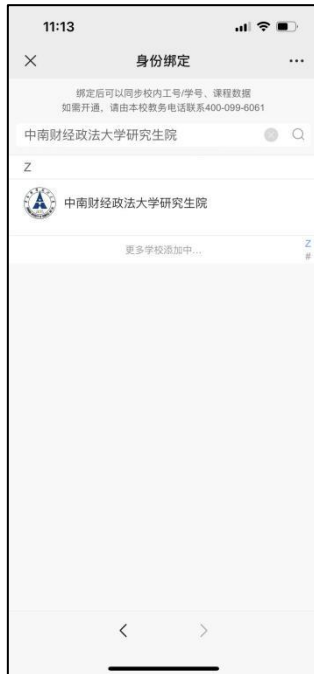 11:13
身份绑定
绑定后可以同步校内工号/学号、课程数据
如需开通，请由本校教务电话联系400-099-6061
中南财经政法大学研究生院
Z
中南财经政法大学研究生院
更多学校添加中...
Z
#